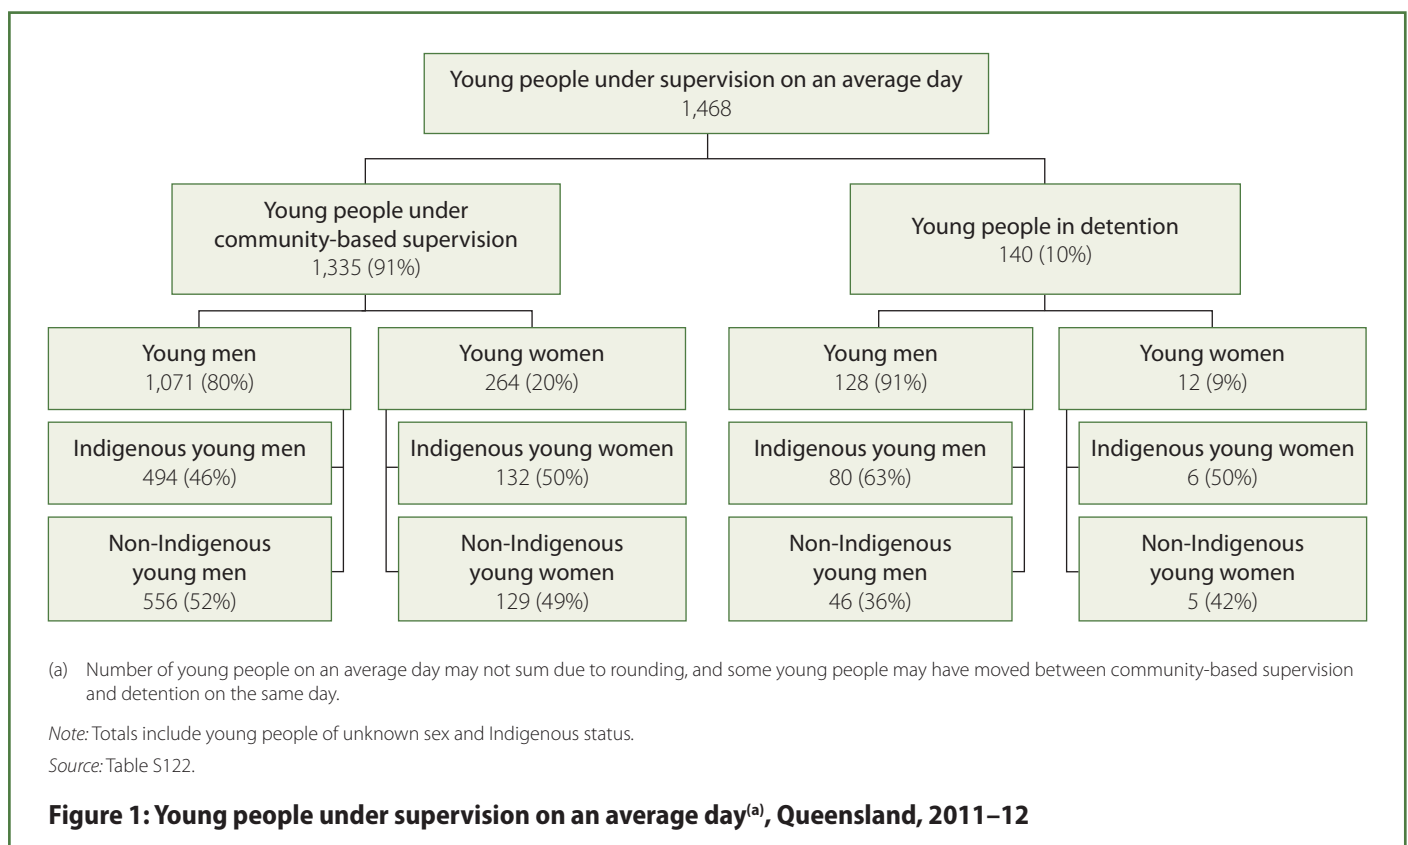 Young people under supervision on an average day
1,468
Young people under
community-based supervision
1,335 (91%)
Young people in detention
140 (10%)
Young men
1,071 (80%)
Young women
264 (20%)
Young men
128 (91%)
Young women
12 (9%)
Indigenous young men
494 (46%)
Indigenous young women
132 (50%)
Indigenous young men
80 (63%)
Indigenous young women
6 (50%)
Non-Indigenous
young men
556 (52%)
Non-Indigenous
young women
129 (49%)
Non-Indigenous
young men
46 (36%)
Non-Indigenous
young women
5 (42%)
(a) Number of young people on an average day may not sum due to rounding, and some young people may have moved between community-based supervision
and detention on the same day.
Note: Totals include young people of unknown sex and Indigenous status.
Source: Table S122.
Figure 1: Young people under supervision on an average day(a), Queensland, 2011–12